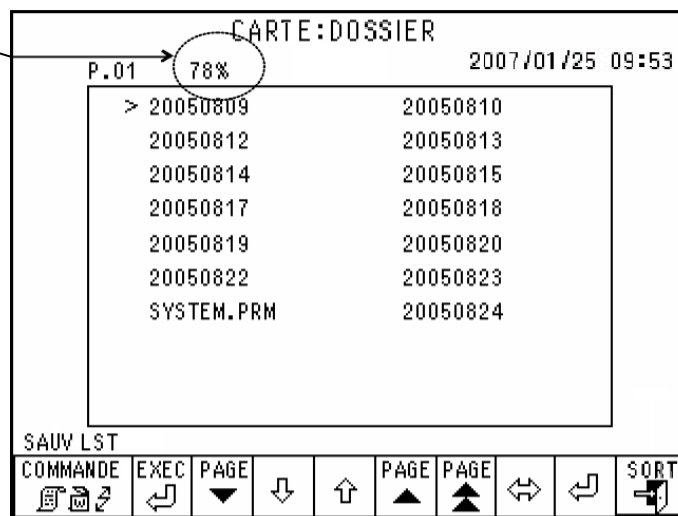 CARTE:DOSSIER
P.01 78% 2007/01/25 09:53
> 20050809 20050810
20050812 20050813
20050814 20050815
20050817 20050818
20050819 20050820
20050822 20050823
SYSTEM.PRM 20050824
SAUV LST
COMMANDE EXEC PAGE PAGE PAGE SORT